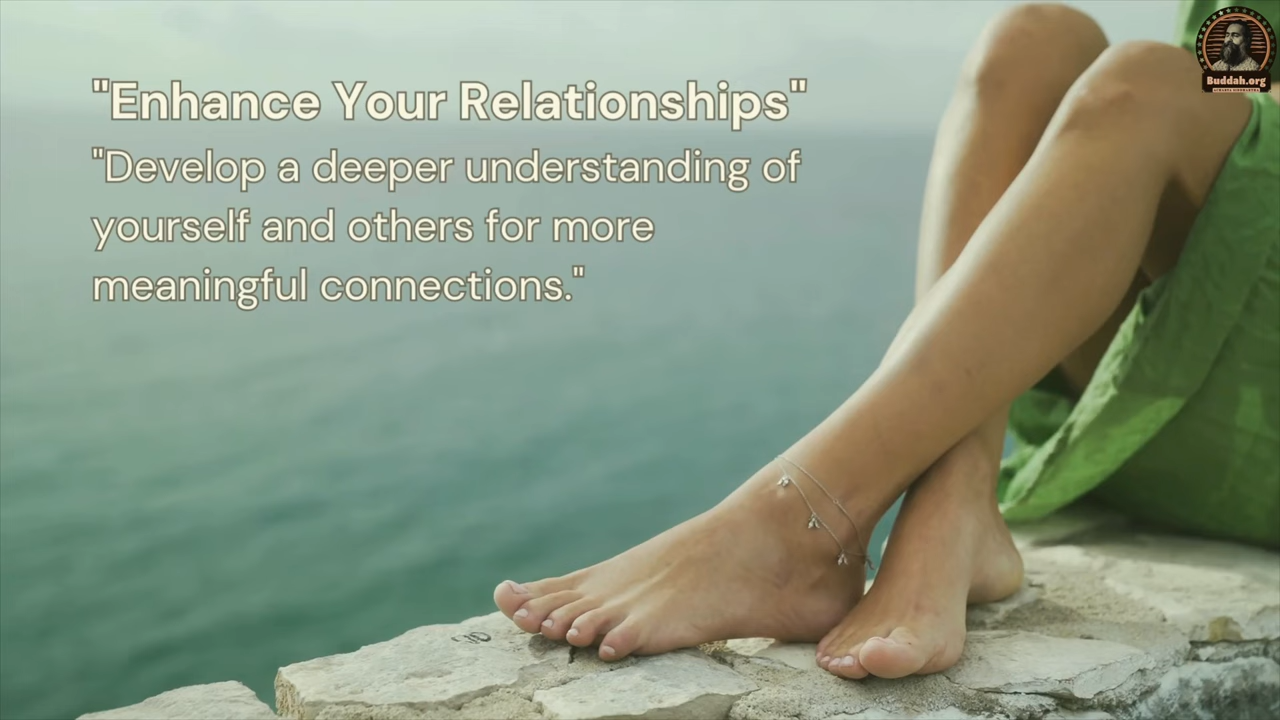 "Enhance Your Relationships"
"Develop a deeper understanding of
yourself and others for more
meaningful connections."
Buddah.org